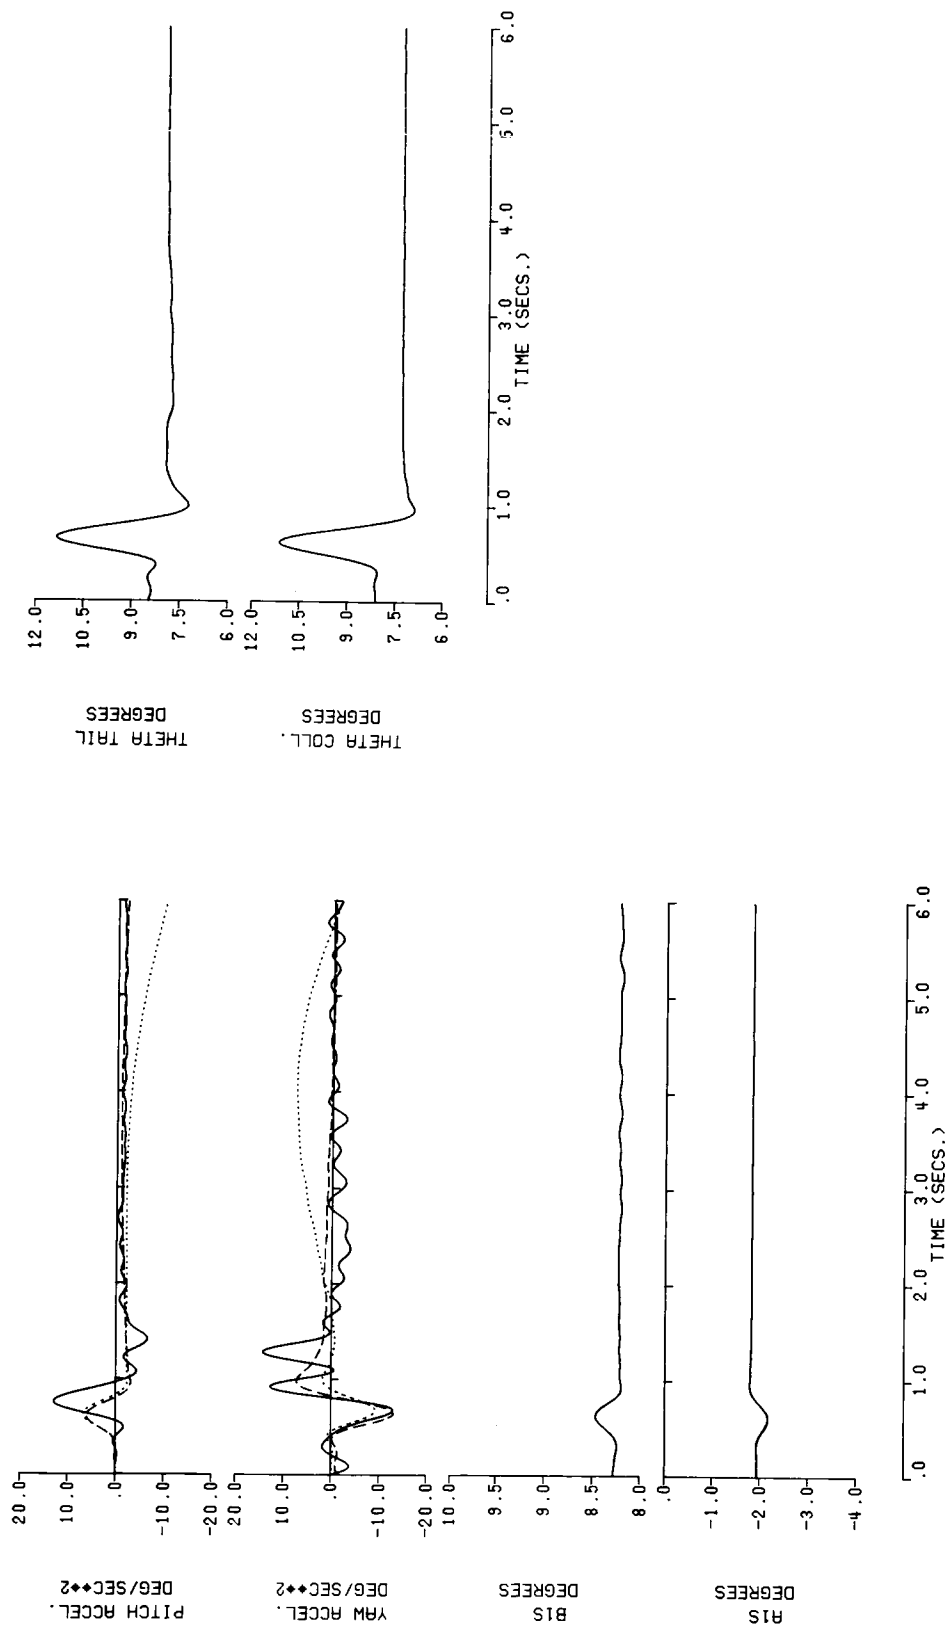 12.0
10.5
9.0
7.5
6.0
THETA TAIL
DEGREES
12.0
10.5
9.0
7.5
6.0
THETA COLL.
DEGREES
.0 1.0 2.0 3.0 4.0 5.0 6.0
TIME (SECS.)
20.0
10.0
.0
-10.0
-20.0
PITCH ACCEL.
DEG/SEC**2
20.0
10.0
.0
-10.0
-20.0
YAW ACCEL.
DEG/SEC**2
10.0
9.5
9.0
8.5
8.0
B1S
DEGREES
.0
-1.0
-2.0
-3.0
-4.0
A1S
DEGREES
.0 1.0 2.0 3.0 4.0 5.0 6.0
TIME (SECS.)